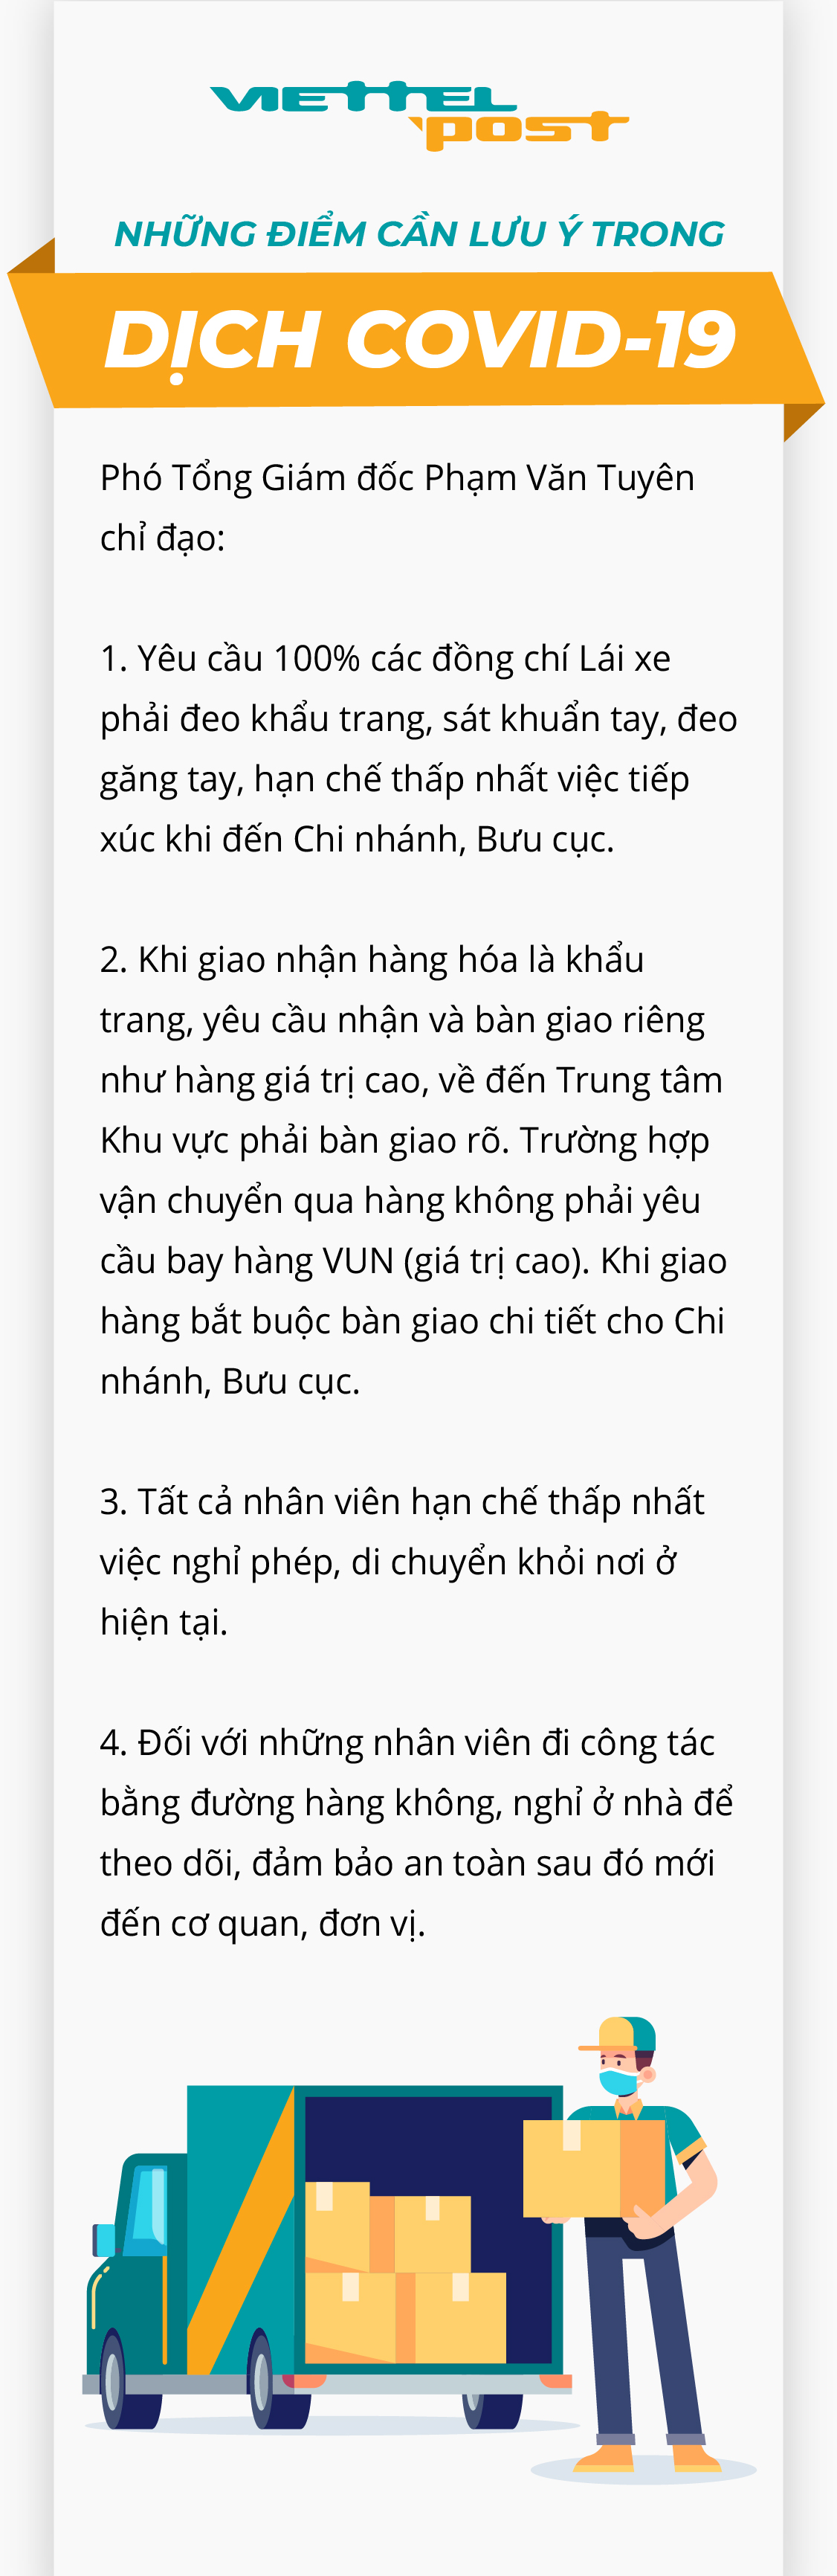 VIETTEL
post
NHỮNG ĐIỂM CẦN LƯU Ý TRONG
DỊCH COVID-19
Phó Tổng Giám đốc Phạm Văn Tuyên
chỉ đạo:
1. Yêu cầu 100% các đồng chí Lái xe
phải đeo khẩu trang, sát khuẩn tay, đeo
găng tay, hạn chế thấp nhất việc tiếp
xúc khi đến Chi nhánh, Bưu cục.
2. Khi giao nhận hàng hóa là khẩu
trang, yêu cầu nhận và bàn giao riêng
như hàng giá trị cao, về đến Trung tâm
Khu vực phải bàn giao rõ. Trường hợp
vận chuyển qua hàng không phải yêu
cầu bay hàng VUN (giá trị cao). Khi giao
hàng bắt buộc bàn giao chi tiết cho Chi
nhánh, Bưu cục.
3. Tất cả nhân viên hạn chế thấp nhất
việc nghỉ phép, di chuyển khỏi nơi ở
hiện tại.
4. Đối với những nhân viên đi công tác
bằng đường hàng không, nghỉ ở nhà để
theo dõi, đảm bảo an toàn sau đó mới
đến cơ quan, đơn vị.